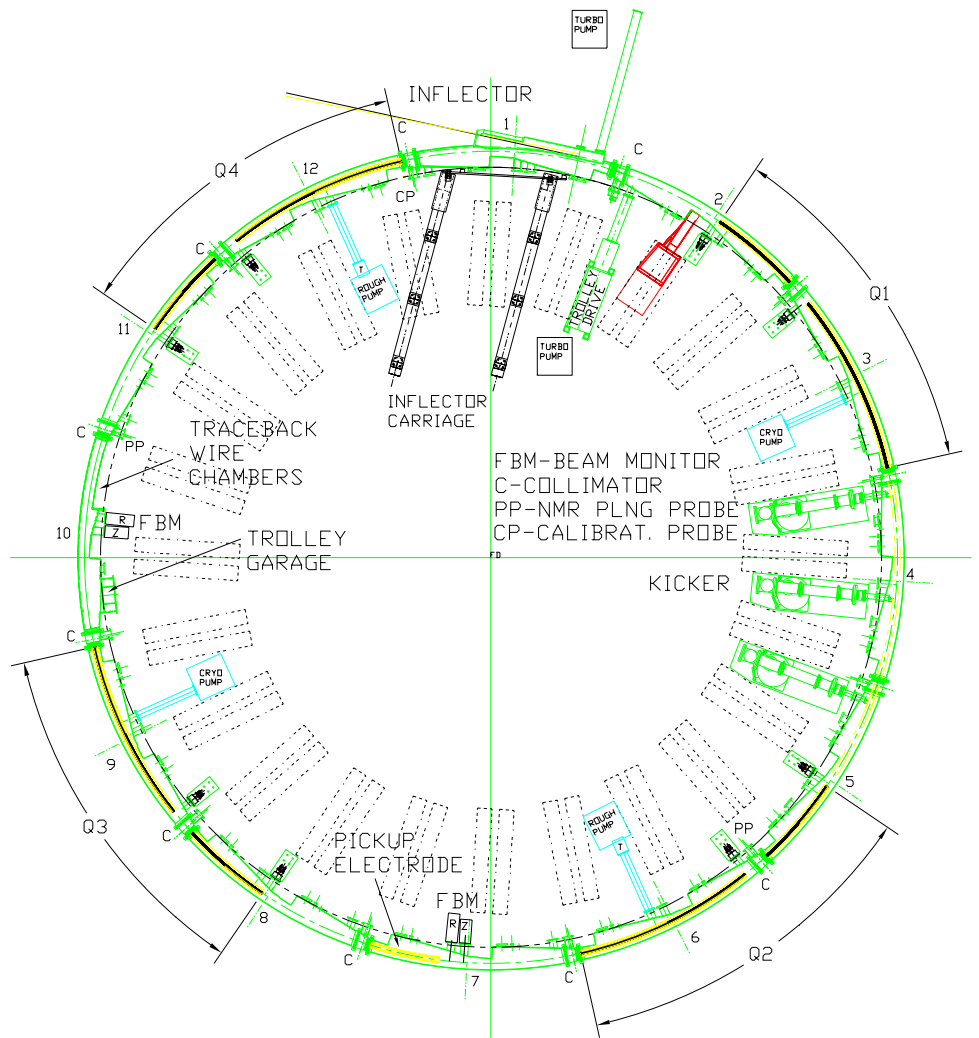 TURBO
PUMP
INFLECTOR
C
1
C
12
Q4
CP
2
C
T
ROUGH
PUMP
TROLLEY
DRIVE
Q1
11
TURBO
PUMP
3
INFLECTOR
CARRIAGE
C
PP
TRACEBACK
WIRE
CHAMBERS
CRYO
PUMP
FBM-BEAM MONITOR
C-COLLIMATOR
PP-NMR PLNG PROBE
CP-CALIBRAT. PROBE
R
Z
FBM
10
TROLLEY
GARAGE
KICKER
4
C
CRYO
PUMP
9
5
Q3
C
ROUGH
PUMP
T
PP
C
PICKUP
ELECTRODE
FBM
R
Z
8
6
Q2
C
7
C